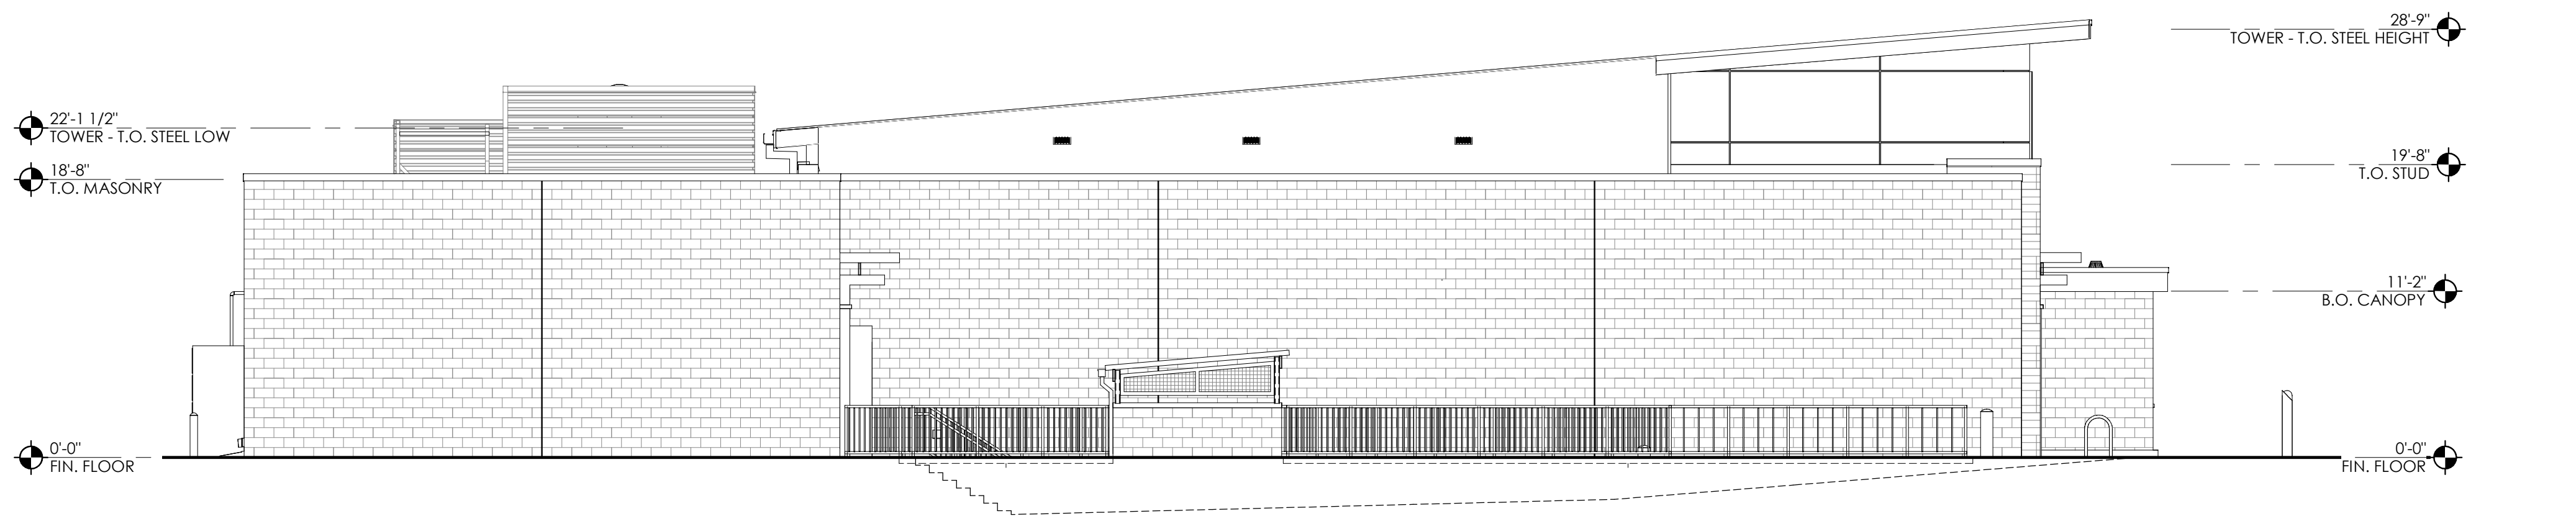 28'-9"
TOWER - T.O. STEEL HEIGHT
22'-1 1/2"
TOWER - T.O. STEEL LOW
19'-8"
T.O. STUD
18'-8"
T.O. MASONRY
11'-2"
B.O. CANOPY
0'-0"
FIN. FLOOR
0'-0"
FIN. FLOOR